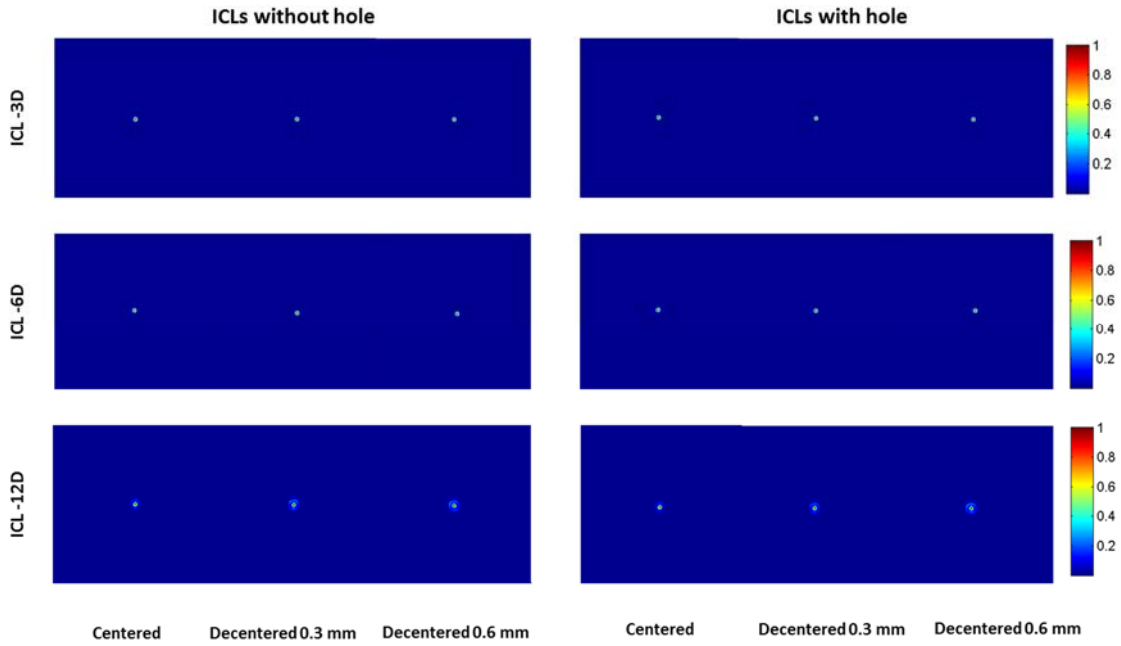 ICLs without hole
ICLs with hole
ICL -3D
1
0.8
0.6
0.4
0.2
ICL -6D
1
0.8
0.6
0.4
0.2
ICL -12D
1
0.8
0.6
0.4
0.2
Centered
Decentered 0.3 mm
Decentered 0.6 mm
Centered
Decentered 0.3 mm
Decentered 0.6 mm